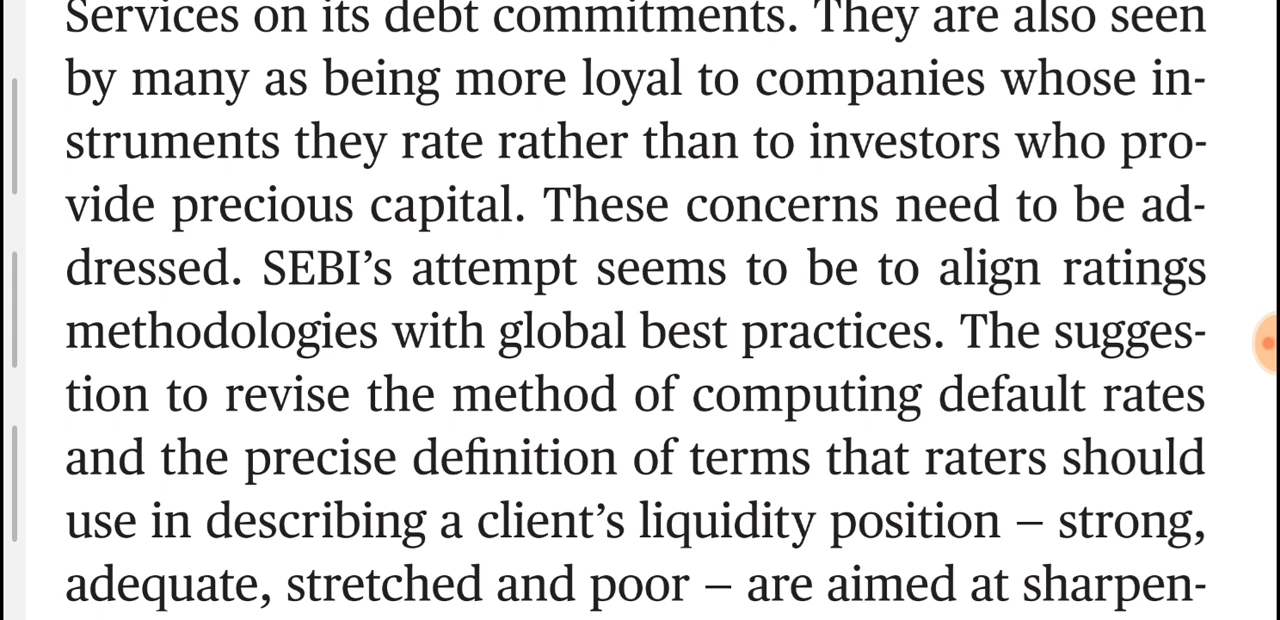 Services on its debt commitments. They are also seen
by many as being more loyal to companies whose in-
struments they rate rather than to investors who pro-
vide precious capital. These concerns need to be ad-
dressed. SEBI’s attempt seems to be to align ratings
methodologies with global best practices. The sugges-
tion to revise the method of computing default rates
and the precise definition of terms that raters should
use in describing a client’s liquidity position – strong,
adequate, stretched and poor – are aimed at sharpen-